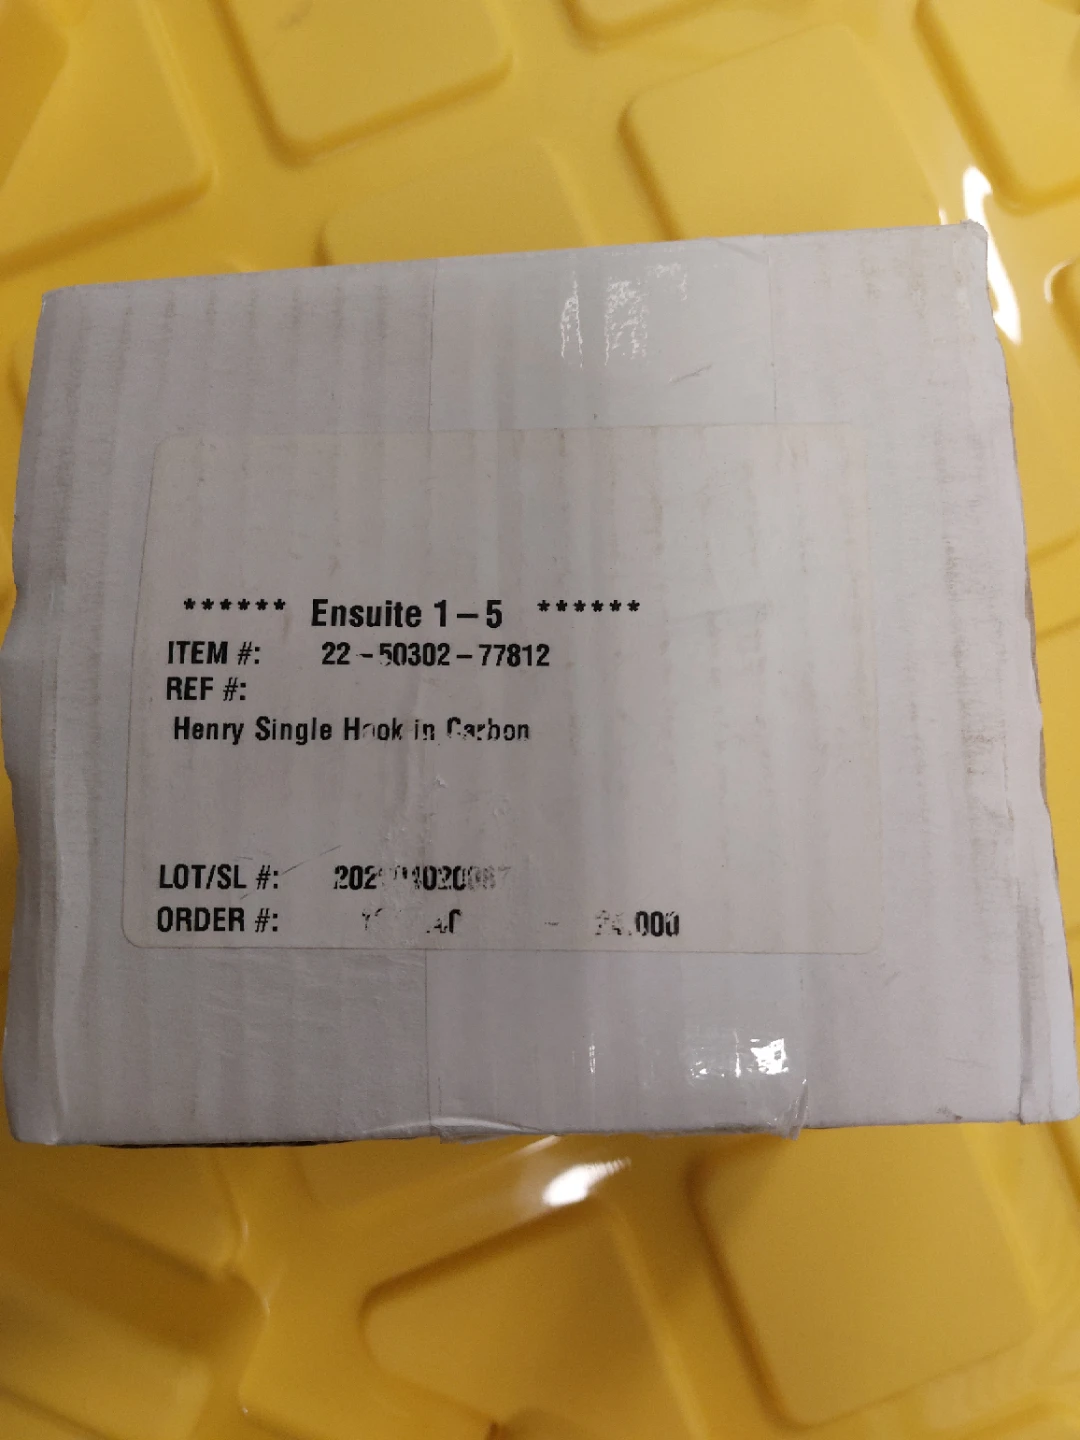 ****** Ensuite 1-5 ******
ITEM #: 22-50302-77812
REF #:
Henry Single Hook in Carbon
LOT/SL #:
ORDER #: